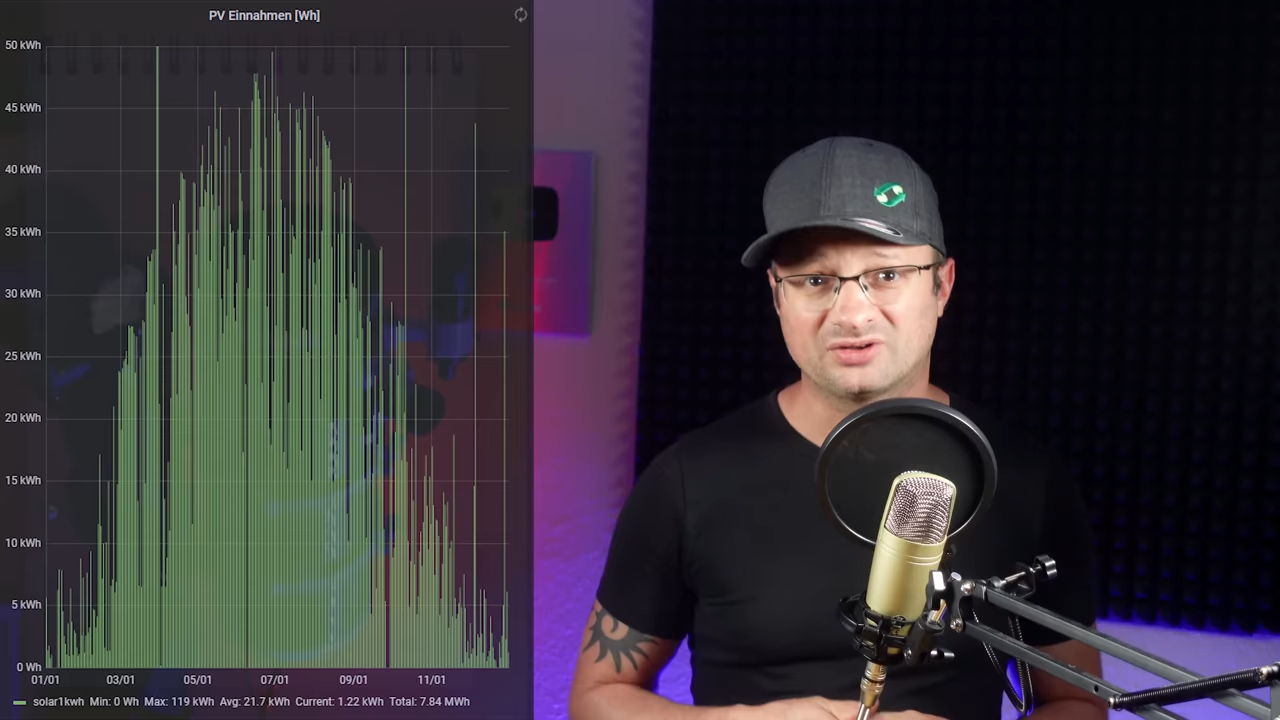 PV Einnahmen [Wh]
50 kWh
45 kWh
40 kWh
35 kWh
30 kWh
25 kWh
20 kWh
15 kWh
10 kWh
5 kWh
0 Wh
01/01 03/01 05/01 07/01 09/01 11/01
solar1kwh Min: 0 Wh Max: 119 kWh Avg: 21.7 kWh Current: 1.22 kWh Total: 7.84 MWh